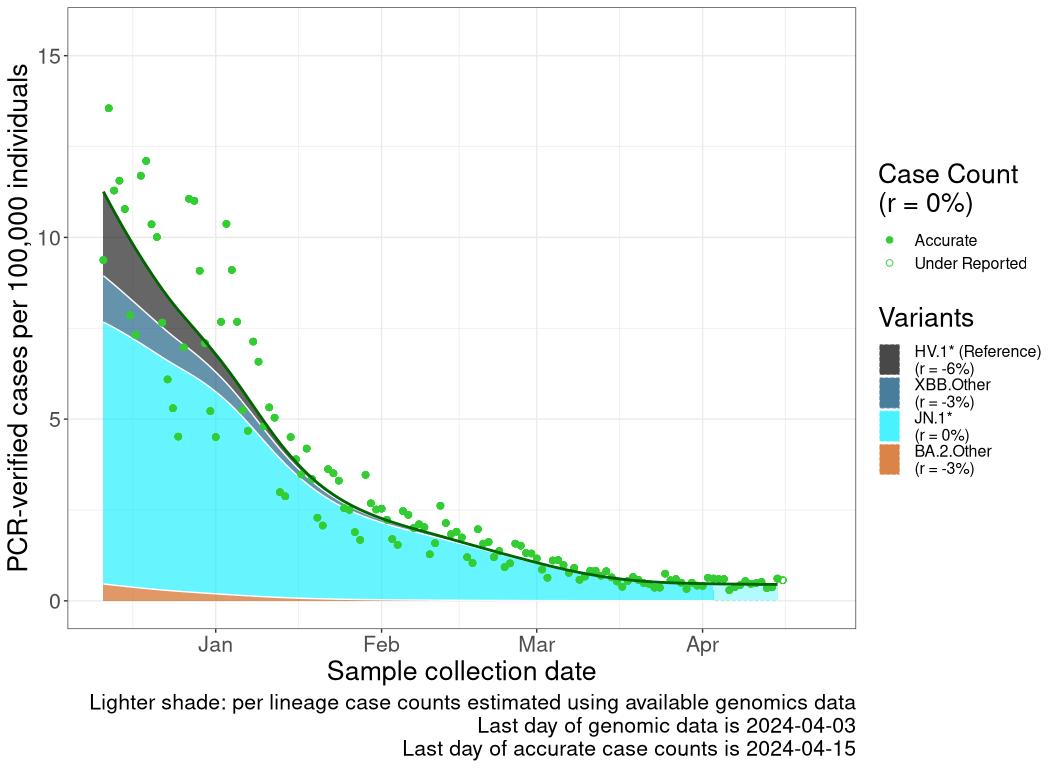 PCR-verified cases per 100,000 individuals
15
10
5
0
Jan
Feb
Mar
Apr
Sample collection date
Lighter shade: per lineage case counts estimated using available genomics data
Last day of genomic data is 2024-04-03
Last day of accurate case counts is 2024-04-15
Case Count
(r = 0%)
Accurate
Under Reported
Variants
HV.1* (Reference)
(r = -6%)
XBB.Other
(r = -3%)
JN.1*
(r = 0%)
BA.2.Other
(r = -3%)